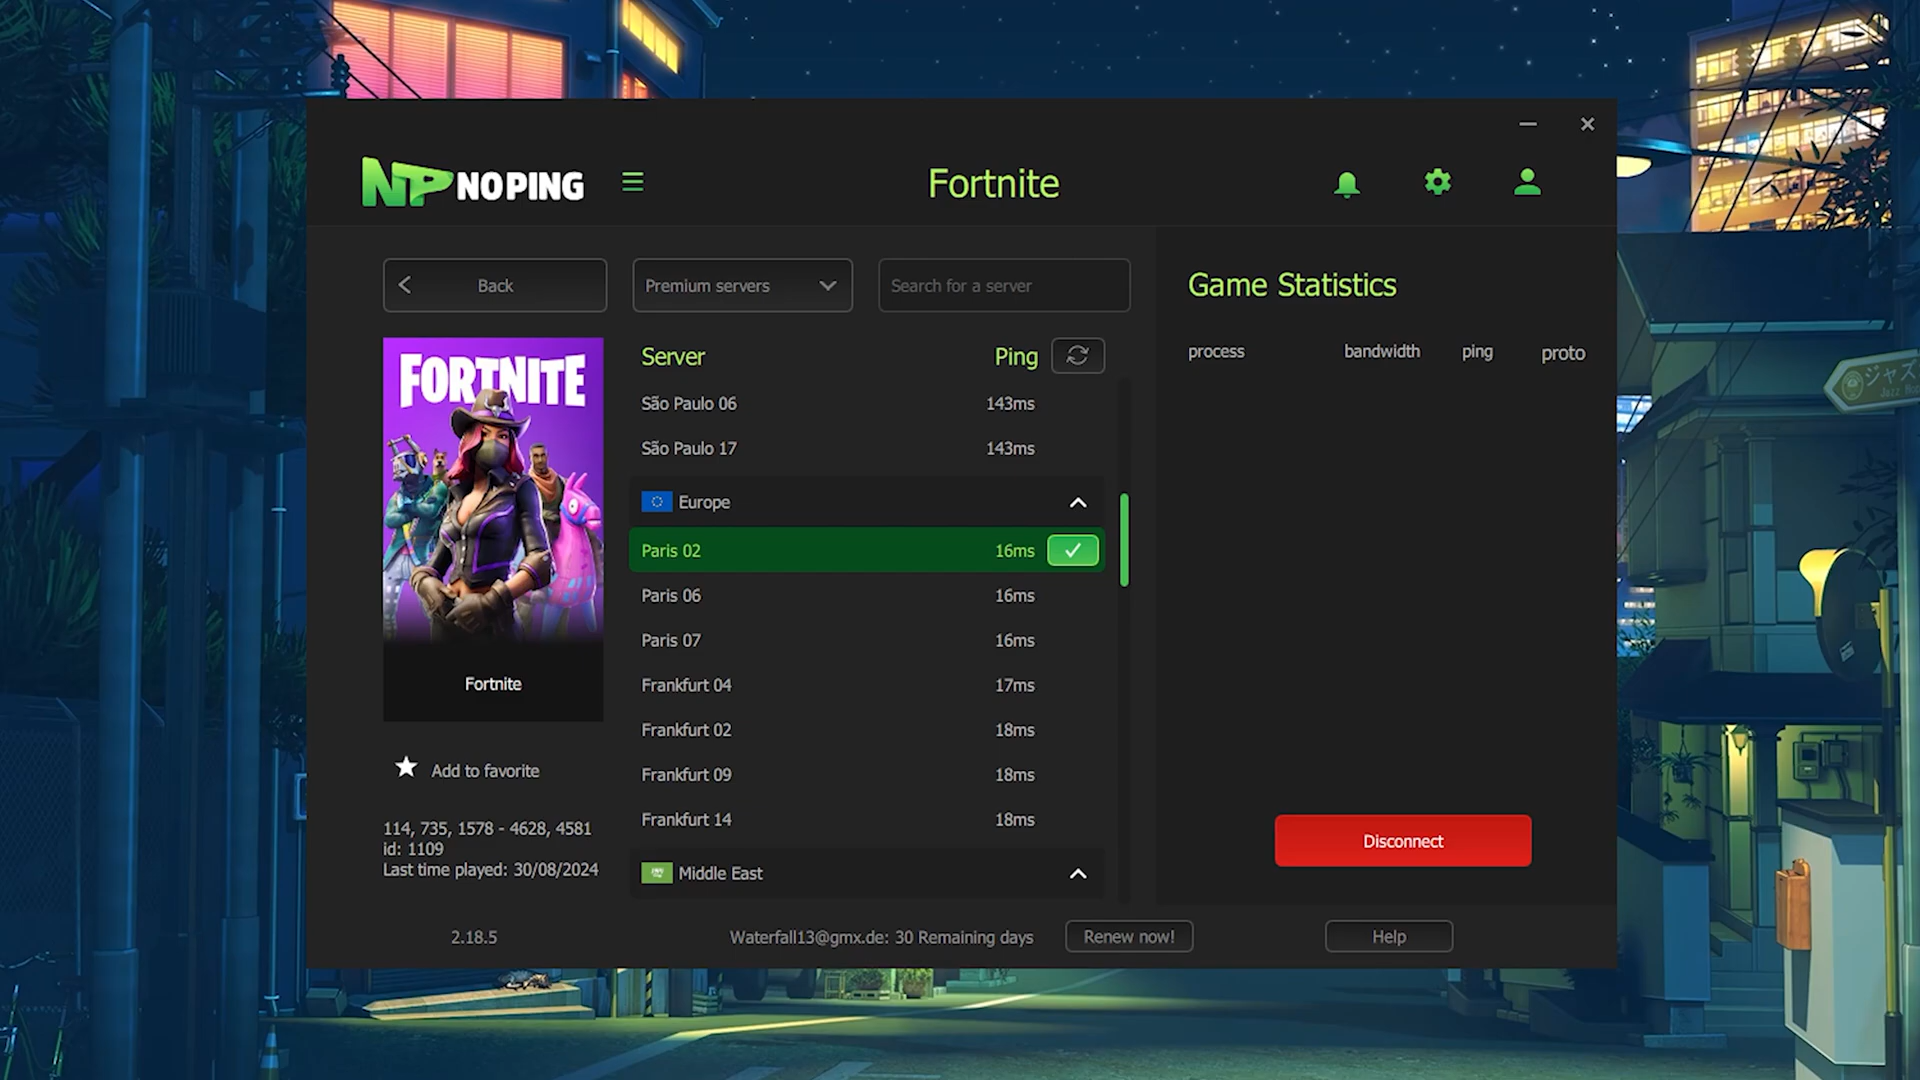 NP NOPING
Fortnite
Back
Premium servers
Search for a server
Game Statistics
process
bandwidth
ping
proto
FORTNITE
Fortnite
Add to favorite
114, 735, 1578 - 4628, 4581
id: 1109
Last time played: 30/08/2024
Server Ping
São Paulo 06 143ms
São Paulo 17 143ms
Europe
Paris 02 16ms
Paris 06 16ms
Paris 07 16ms
Frankfurt 04 17ms
Frankfurt 02 18ms
Frankfurt 09 18ms
Frankfurt 14 18ms
Middle East
Disconnect
2.18.5
Waterfall13@gmx.de: 30 Remaining days
Renew now!
Help
ジャズ